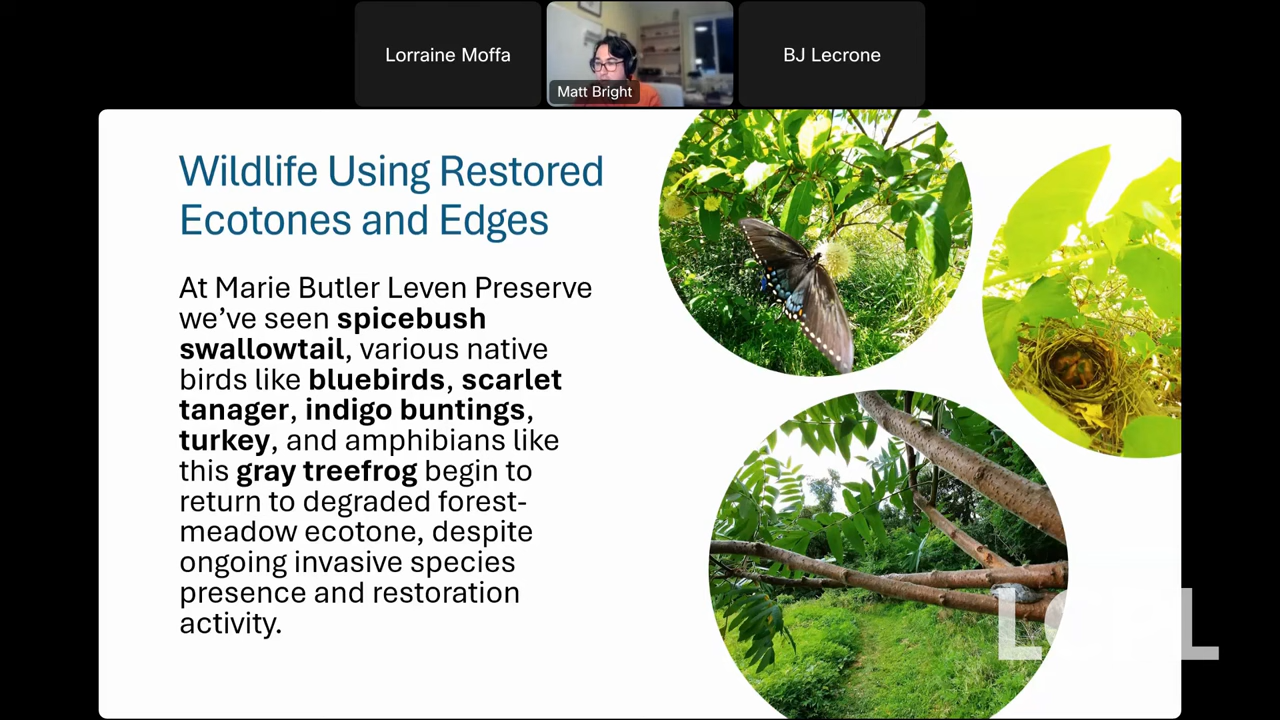 Lorraine Moffa
Matt Bright
BJ Lecrone
Wildlife Using Restored
Ecotones and Edges
At Marie Butler Leven Preserve
we’ve seen spicebush
swallowtail, various native
birds like bluebirds, scarlet
tanager, indigo buntings,
turkey, and amphibians like
this gray treefrog begin to
return to degraded forest-
meadow ecotone, despite
ongoing invasive species
presence and restoration
activity.
LCPL